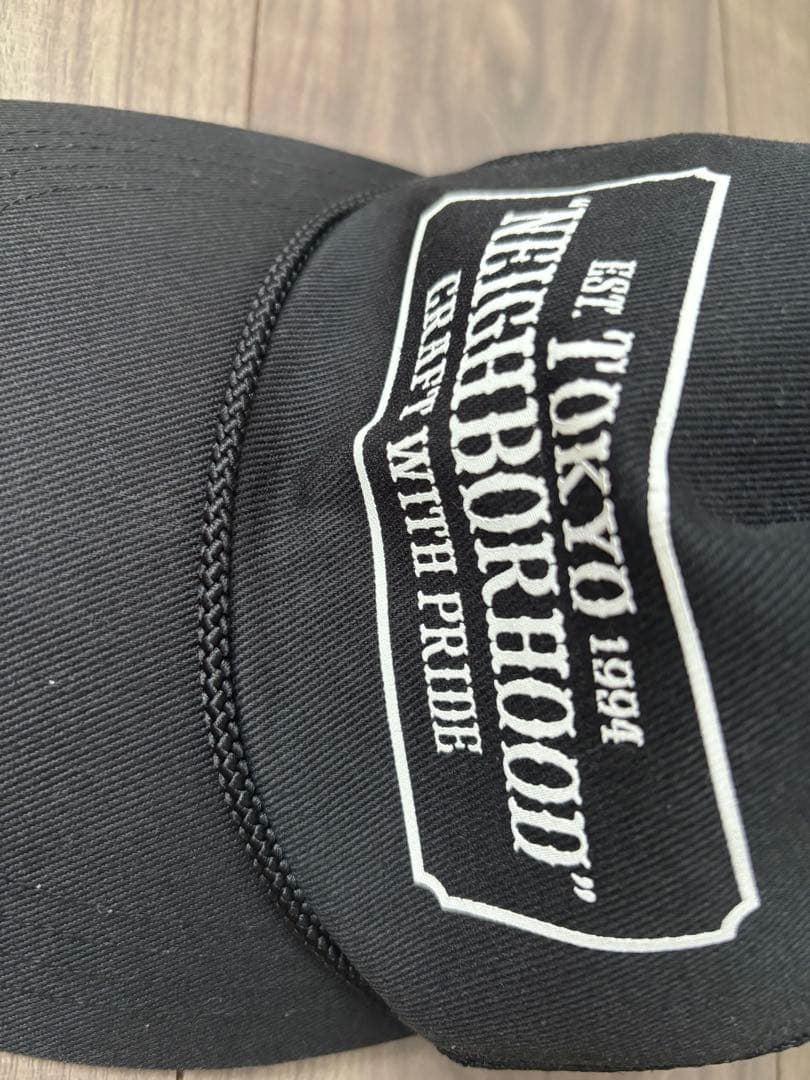 EST. TOKYO 1994
"NEIGHBORHOOD"
CRAFT WITH PRIDE